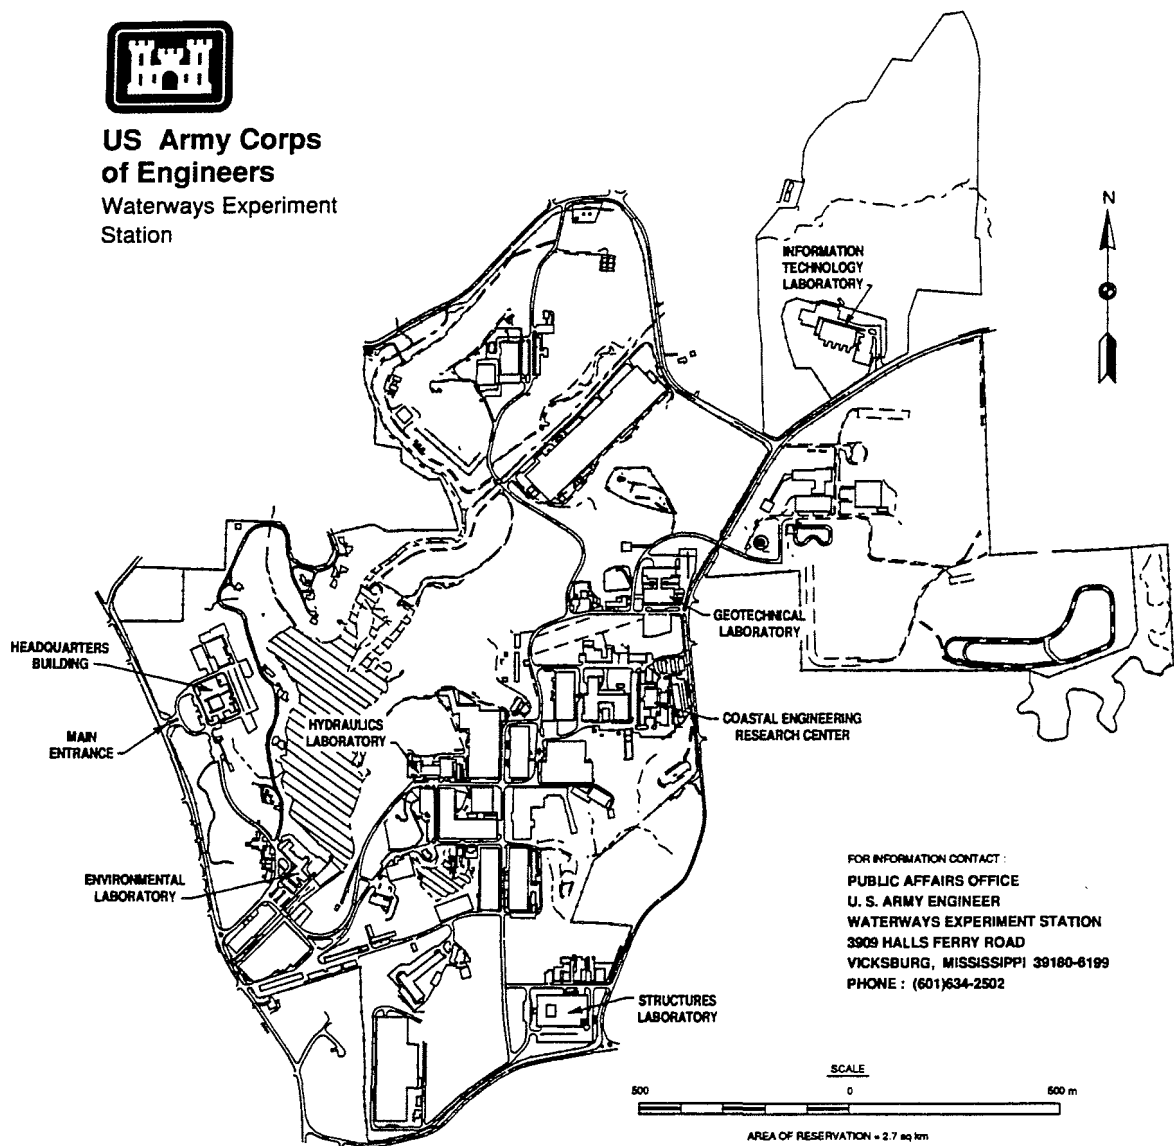 US Army Corps
of Engineers
Waterways Experiment
Station
N
INFORMATION
TECHNOLOGY
LABORATORY
GEOTECHNICAL
LABORATORY
HEADQUARTERS
BUILDING
MAIN
ENTRANCE
HYDRAULICS
LABORATORY
COASTAL ENGINEERING
RESEARCH CENTER
ENVIRONMENTAL
LABORATORY
STRUCTURES
LABORATORY
FOR INFORMATION CONTACT :
PUBLIC AFFAIRS OFFICE
U. S. ARMY ENGINEER
WATERWAYS EXPERIMENT STATION
3909 HALLS FERRY ROAD
VICKSBURG, MISSISSIPPI 39180-6199
PHONE : (601)634-2502
SCALE
500 0 500 m
AREA OF RESERVATION = 2.7 sq km